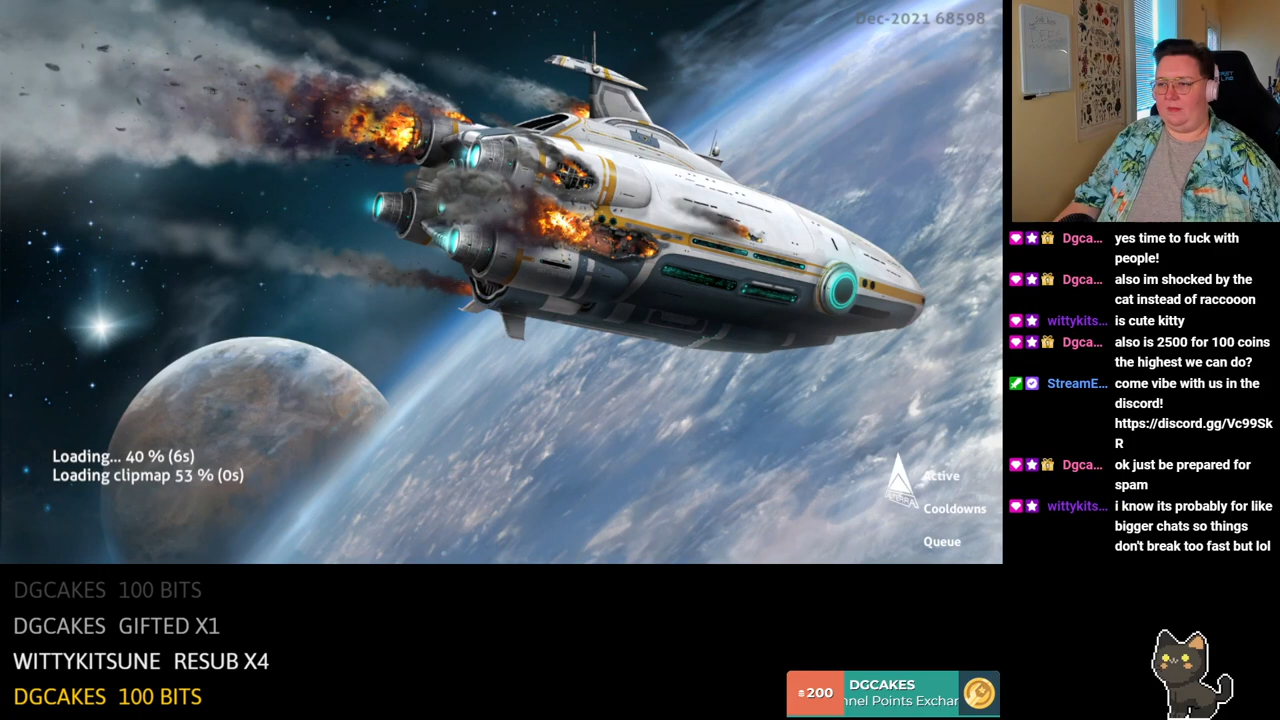 Dec-2021 68598
Loading... 40 % (6s)
Loading clipmap 53 % (0s)
Active
Cooldowns
Queue
Dgca... yes time to fuck with
people!
Dgca... also im shocked by the
cat instead of raccooon
wittykits... is cute kitty
Dgca... also is 2500 for 100 coins
the highest we can do?
StreamE... come vibe with us in the
discord!
https://discord.gg/Vc99Sk
R
Dgca... ok just be prepared for
spam
wittykits... i know its probably for like
bigger chats so things
don't break too fast but lol
DGCAKES 100 BITS
DGCAKES GIFTED X1
WITTYKITSUNE RESUB X4
DGCAKES 100 BITS
200 DGCAKES
nnel Points Exchar